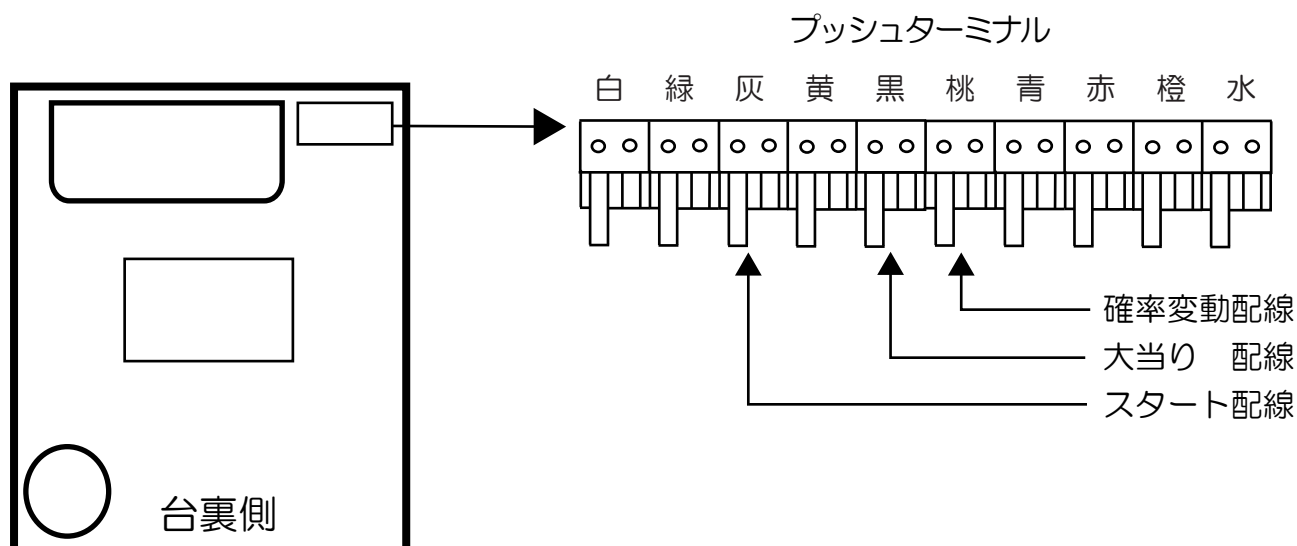 プッシュターミナル
白 緑 灰 黄 黒 桃 青 赤 橙 水
確率変動配線
大当り　配線
スタート配線
台裏側